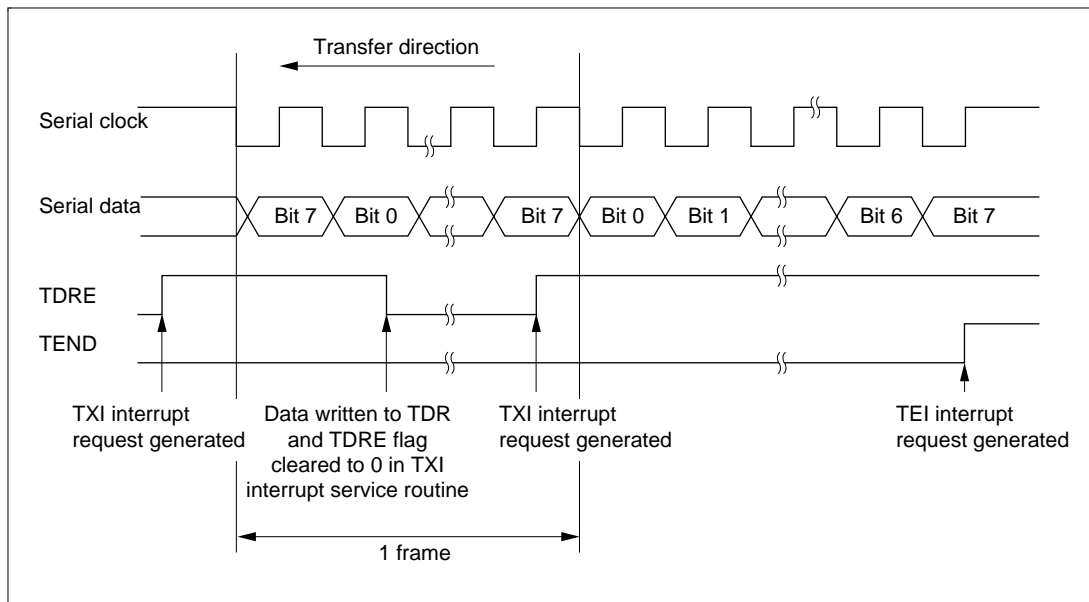 Transfer direction
Serial clock
Serial data
Bit 7 Bit 0 Bit 7 Bit 0 Bit 1 Bit 6 Bit 7
TDRE
TEND
TXI interrupt
request generated
Data written to TDR
and TDRE flag
cleared to 0 in TXI
interrupt service routine
TXI interrupt
request generated
TEI interrupt
request generated
1 frame